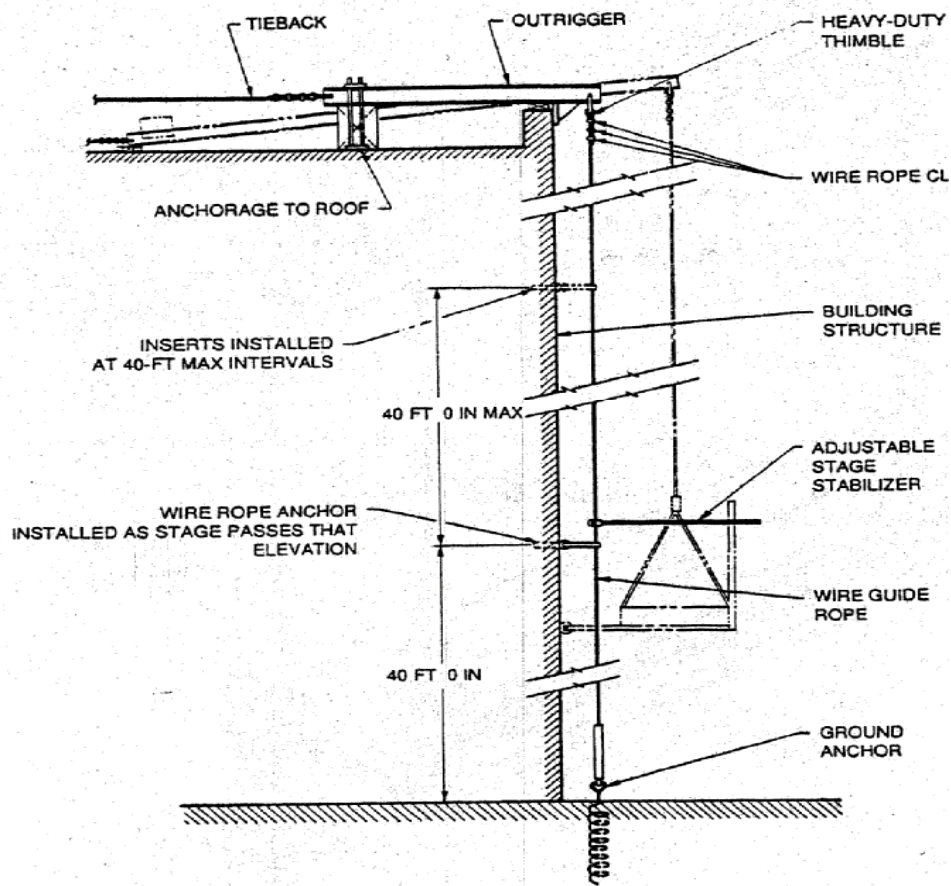 TIEBACK
OUTRIGGER
HEAVY-DUTY
THIMBLE
WIRE ROPE CL
ANCHORAGE TO ROOF
INSERTS INSTALLED
AT 40-FT MAX INTERVALS
BUILDING
STRUCTURE
40 FT 0 IN MAX
ADJUSTABLE
STAGE
STABILIZER
WIRE ROPE ANCHOR
INSTALLED AS STAGE PASSES THAT
ELEVATION
WIRE GUIDE
ROPE
40 FT 0 IN
GROUND
ANCHOR